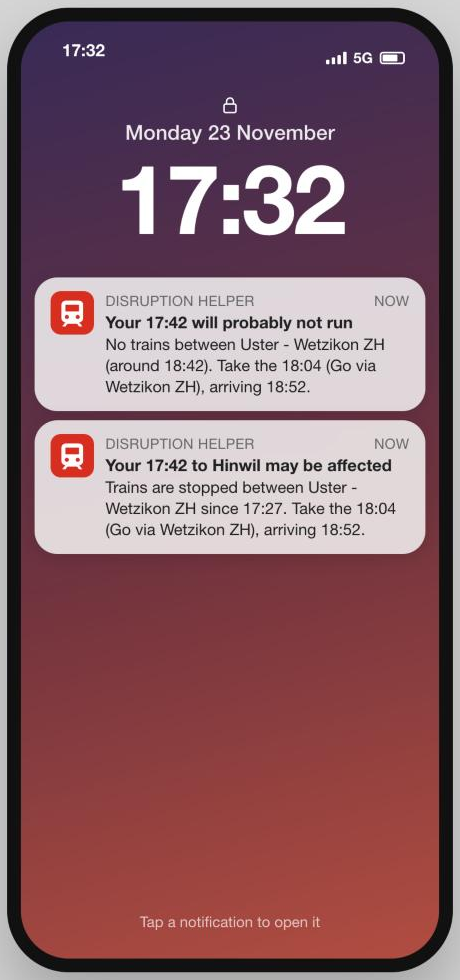 17:32
5G
Monday 23 November
17:32
DISRUPTION HELPER NOW
Your 17:42 will probably not run
No trains between Uster - Wetzikon ZH
(around 18:42). Take the 18:04 (Go via
Wetzikon ZH), arriving 18:52.
DISRUPTION HELPER NOW
Your 17:42 to Hinwil may be affected
Trains are stopped between Uster -
Wetzikon ZH since 17:27. Take the 18:04
(Go via Wetzikon ZH), arriving 18:52.
Tap a notification to open it